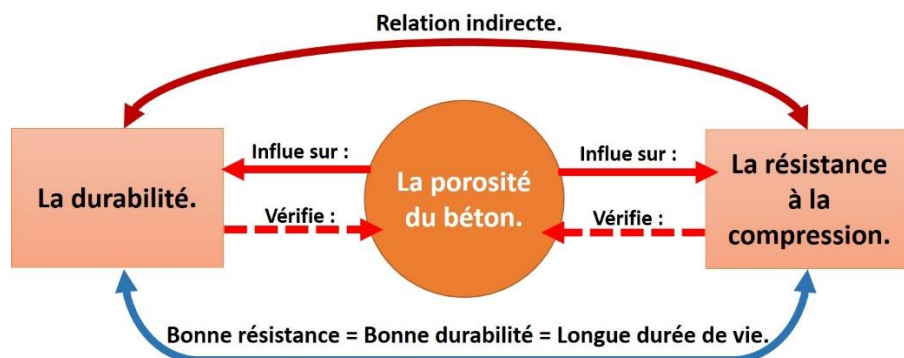 Relation indirecte.
Influe sur :
Influe sur :
La durabilité.
La porosité
du béton.
La résistance
à la
compression.
Vérifie :
Vérifie :
Bonne résistance = Bonne durabilité = Longue durée de vie.